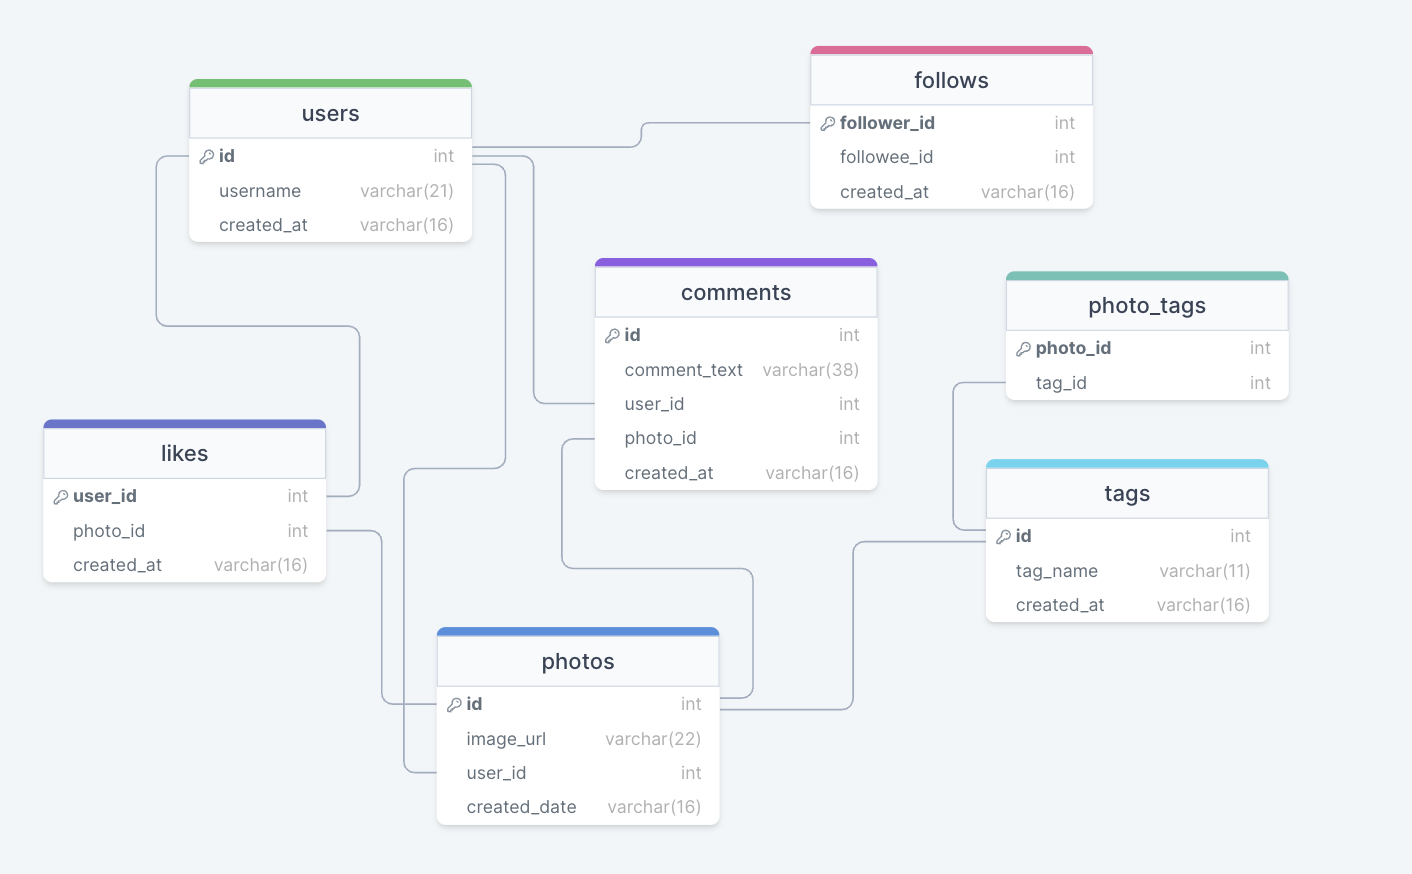 users
id int
username varchar(21)
created_at varchar(16)
follows
follower_id int
followee_id int
created_at varchar(16)
comments
id int
comment_text varchar(38)
user_id int
photo_id int
created_at varchar(16)
photo_tags
photo_id int
tag_id int
likes
user_id int
photo_id int
created_at varchar(16)
tags
id int
tag_name varchar(11)
created_at varchar(16)
photos
id int
image_url varchar(22)
user_id int
created_date varchar(16)